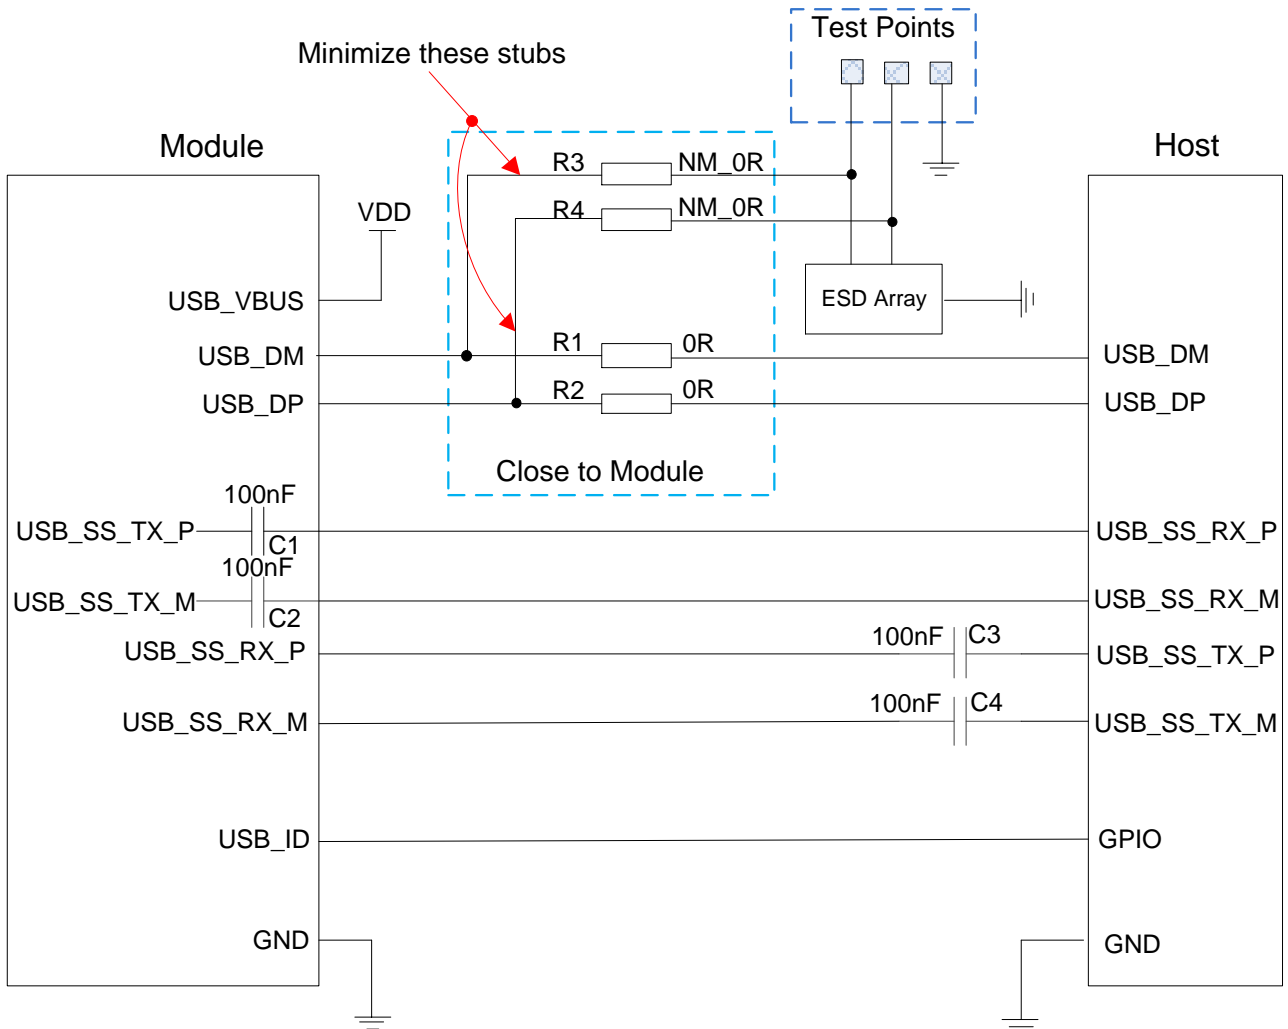 Test Points
Minimize these stubs
Module
Host
R3
NM_0R
R4
NM_0R
VDD
USB_VBUS
ESD Array
USB_DM
R1
0R
USB_DM
USB_DP
R2
0R
USB_DP
Close to Module
100nF
USB_SS_TX_P
C1
USB_SS_RX_P
100nF
USB_SS_TX_M
C2
USB_SS_RX_M
USB_SS_RX_P
100nF
C3
USB_SS_TX_P
USB_SS_RX_M
100nF
C4
USB_SS_TX_M
USB_ID
GPIO
GND
GND